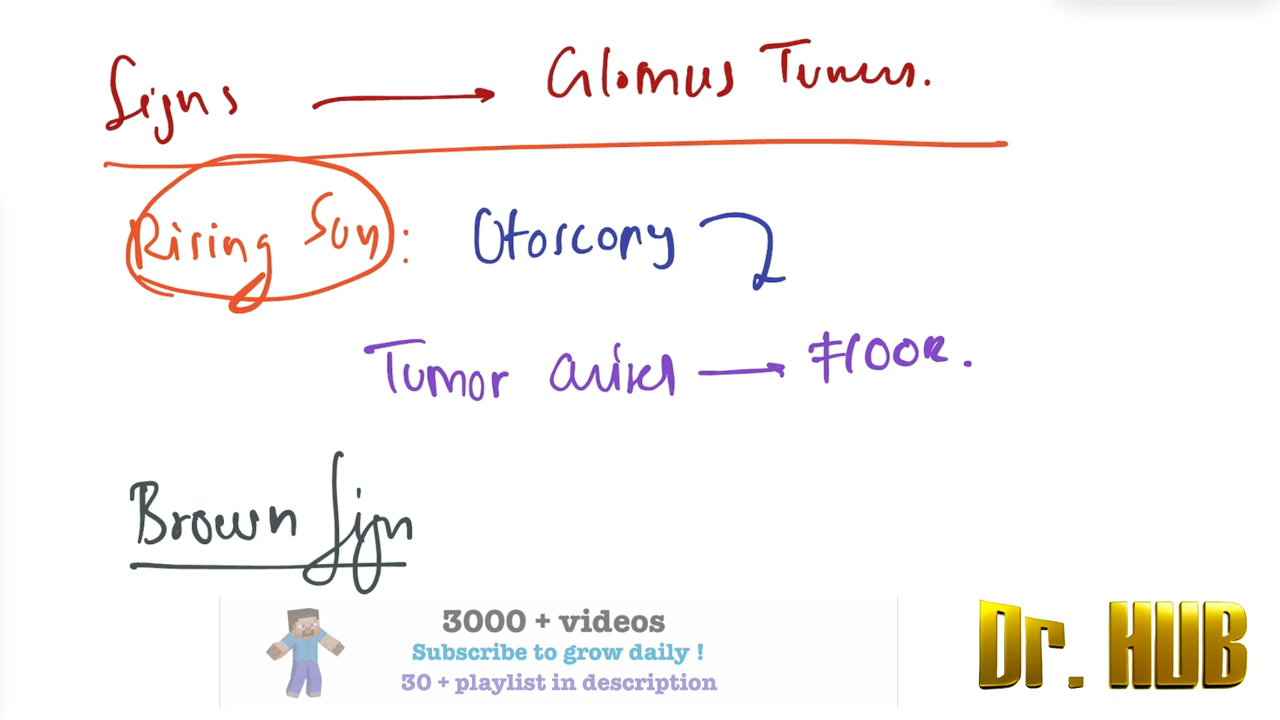 Signs → Glomus Tumor.
Rising Sun: Otoscopy
Tumor arises → Floor.
Brown Sign
3000 + videos
Subscribe to grow daily !
30 + playlist in description
Dr. HUB